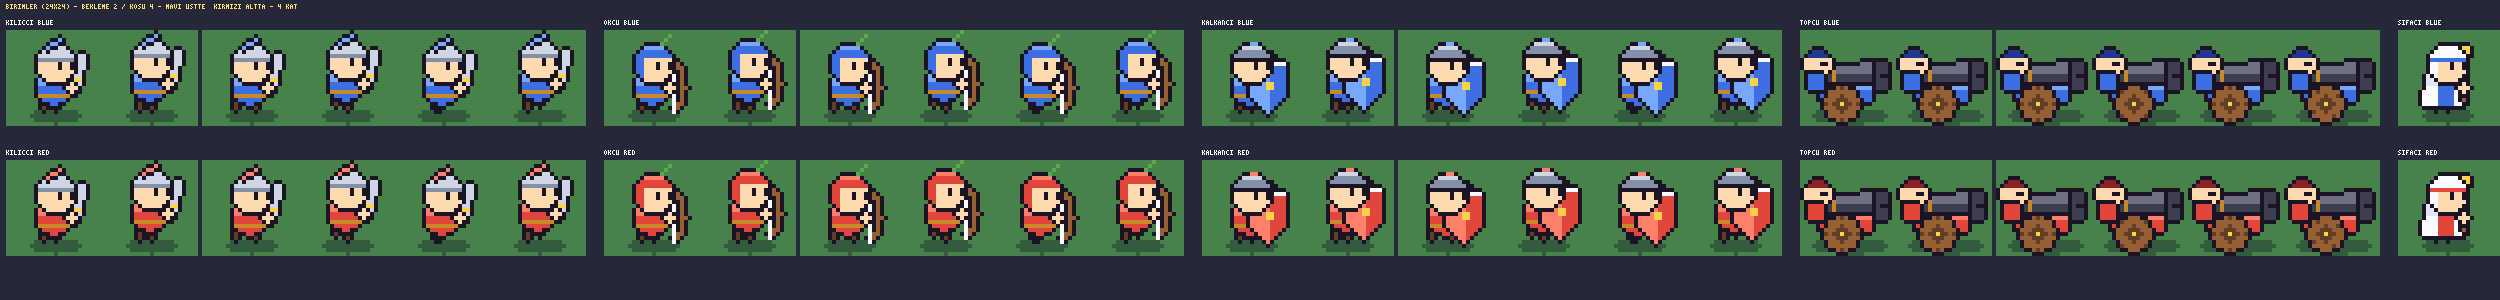 BIRIMLER (24X24) - BEKLEME 2 / KOSU 4 - MAVI USTTE KIRMIZI ALTTA - 4 KAT
KILICCI BLUE
OKCU BLUE
KALKANCI BLUE
TOPCU BLUE
SIFACI BLUE
KILICCI RED
OKCU RED
KALKANCI RED
TOPCU RED
SIFACI RED